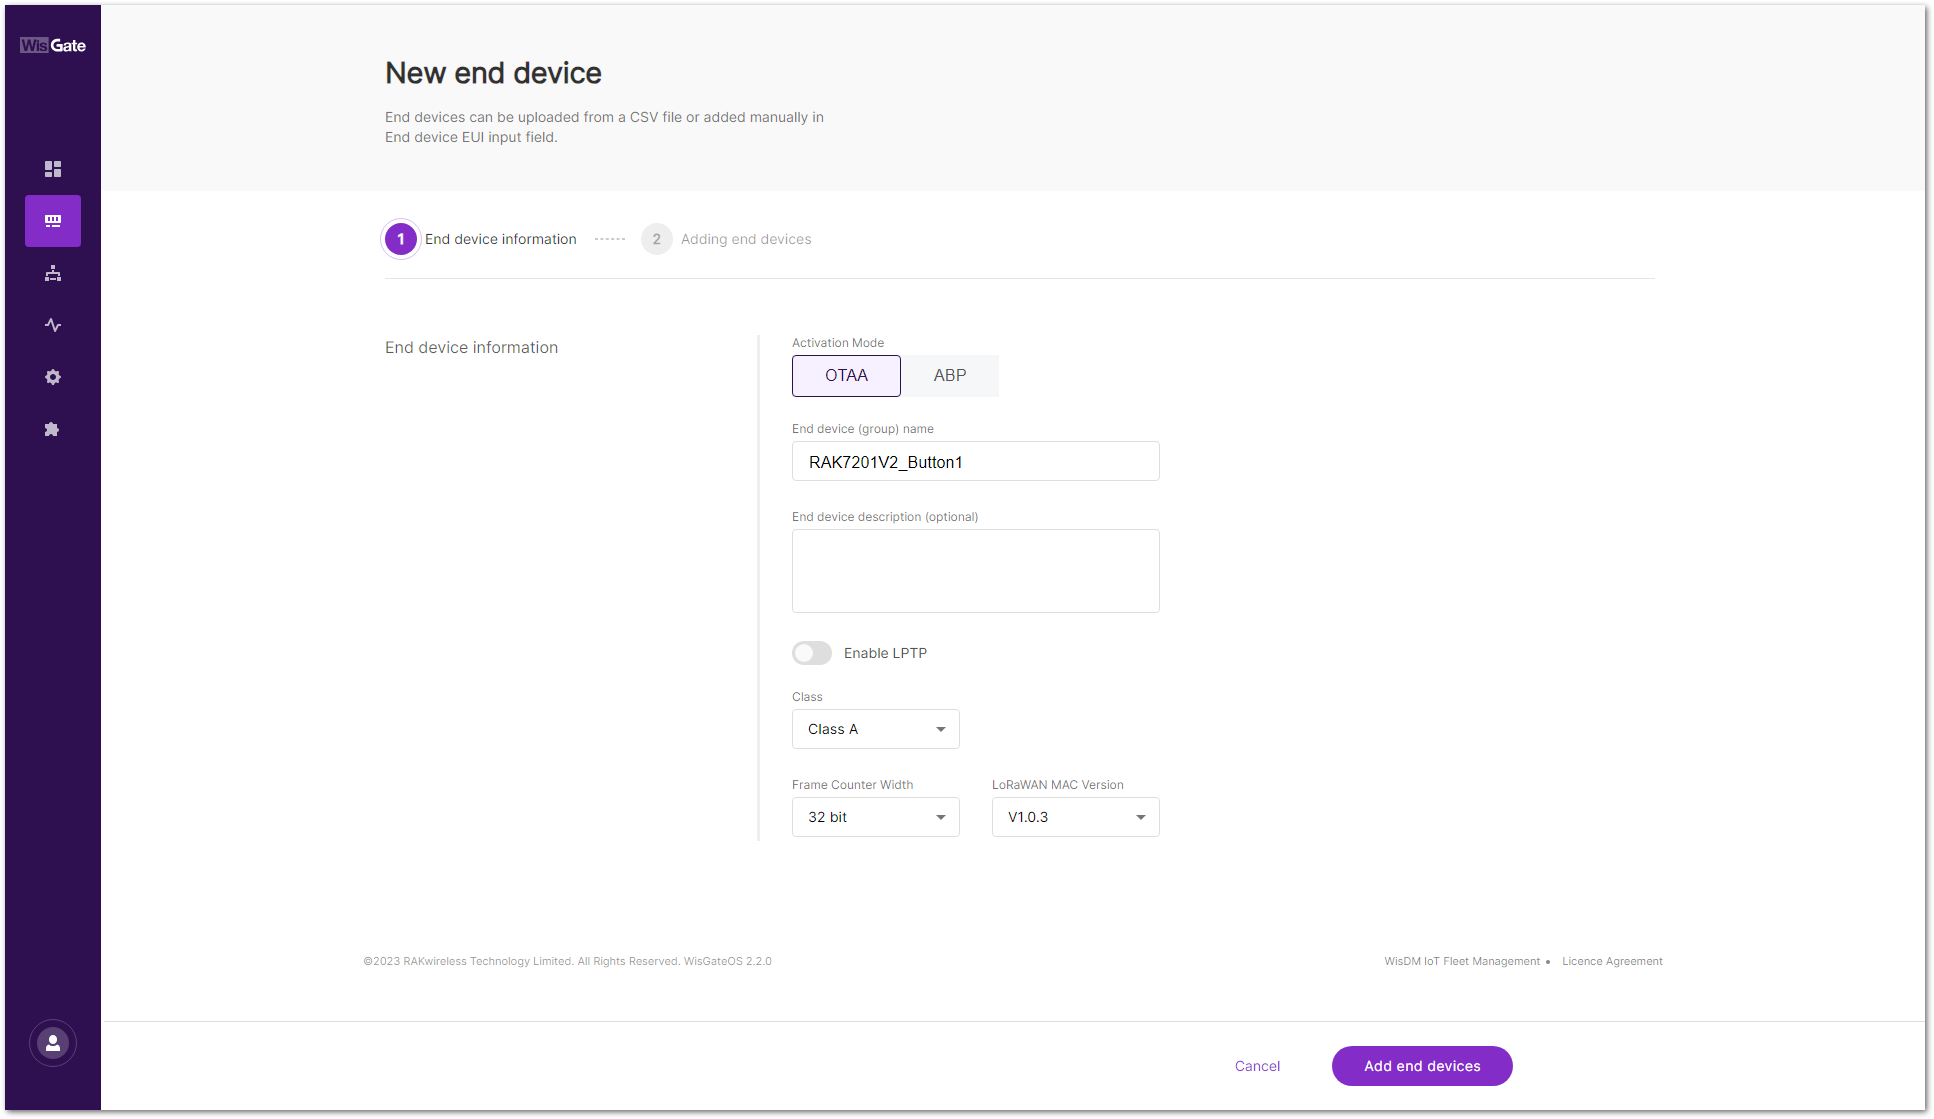 WisGate
New end device
End devices can be uploaded from a CSV file or added manually in
End device EUI input field.
1 End device information 2 Adding end devices
End device information
Activation Mode
OTAA ABP
End device (group) name
RAK7201V2_Button1
End device description (optional)
Enable LPTP
Class
Class A
Frame Counter Width LoRaWAN MAC Version
32 bit V1.0.3
©2023 RAKwireless Technology Limited. All Rights Reserved. WisGateOS 2.2.0 WisDM IoT Fleet Management • Licence Agreement
Cancel Add end devices